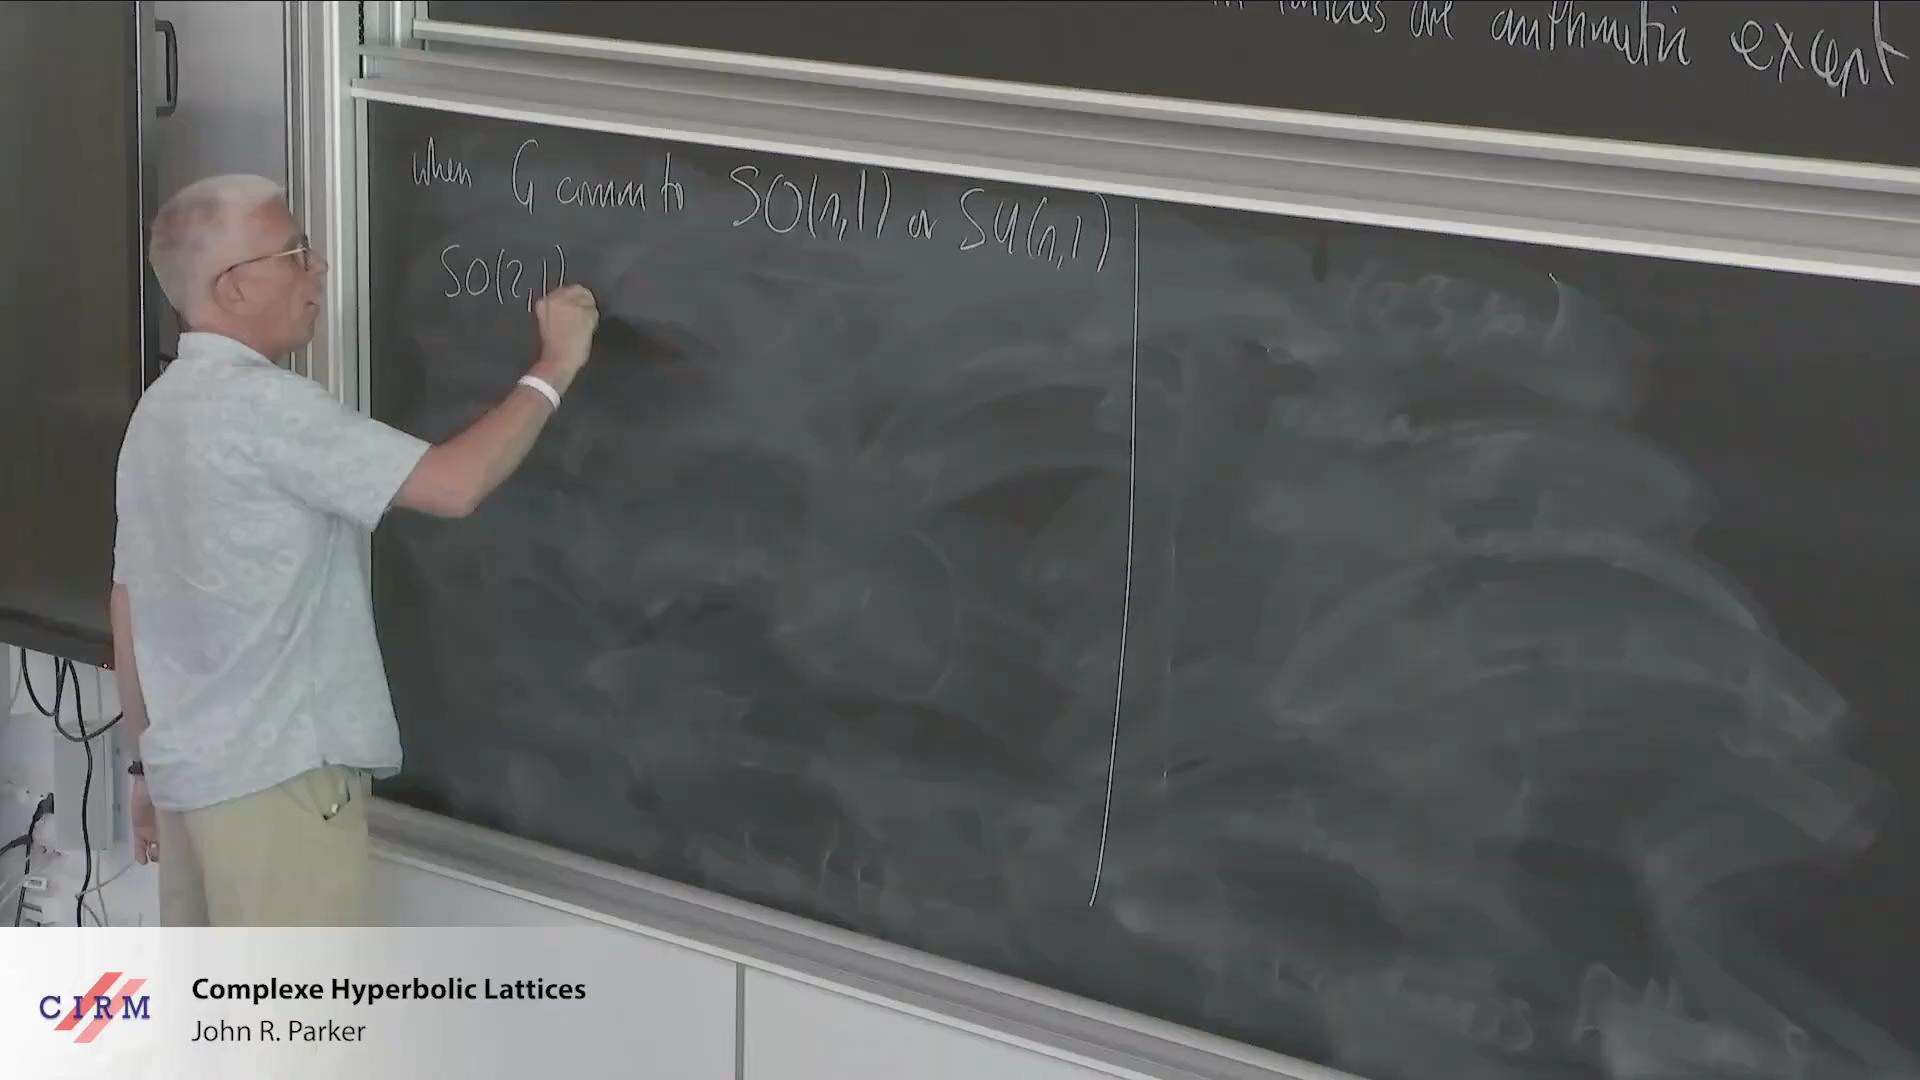 are arithmetic except
when G comm to SO(n,1) or SU(n,1)
SO(2,1)
CIRM
Complexe Hyperbolic Lattices
John R. Parker